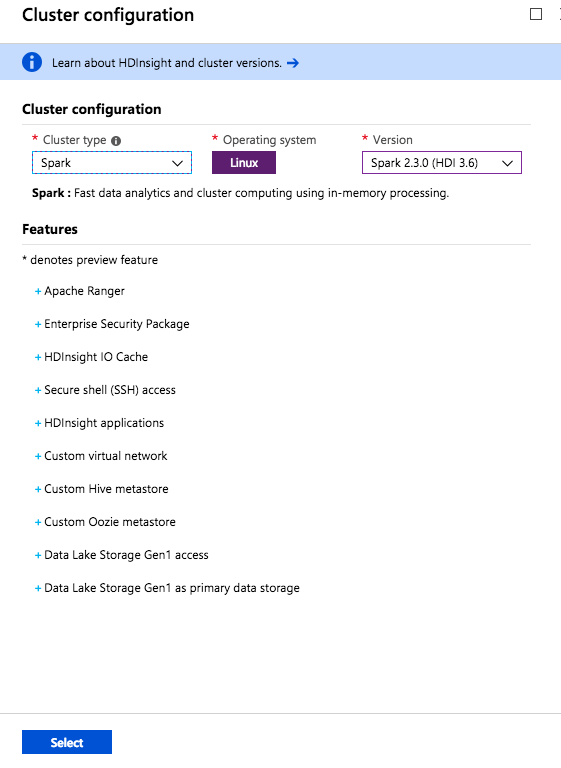 Cluster configuration
Learn about HDInsight and cluster versions. →
Cluster configuration
* Cluster type
* Operating system
* Version
Spark
Linux
Spark 2.3.0 (HDI 3.6)
Spark : Fast data analytics and cluster computing using in-memory processing.
Features
* denotes preview feature
+ Apache Ranger
+ Enterprise Security Package
+ HDInsight IO Cache
+ Secure shell (SSH) access
+ HDInsight applications
+ Custom virtual network
+ Custom Hive metastore
+ Custom Oozie metastore
+ Data Lake Storage Gen1 access
+ Data Lake Storage Gen1 as primary data storage
Select